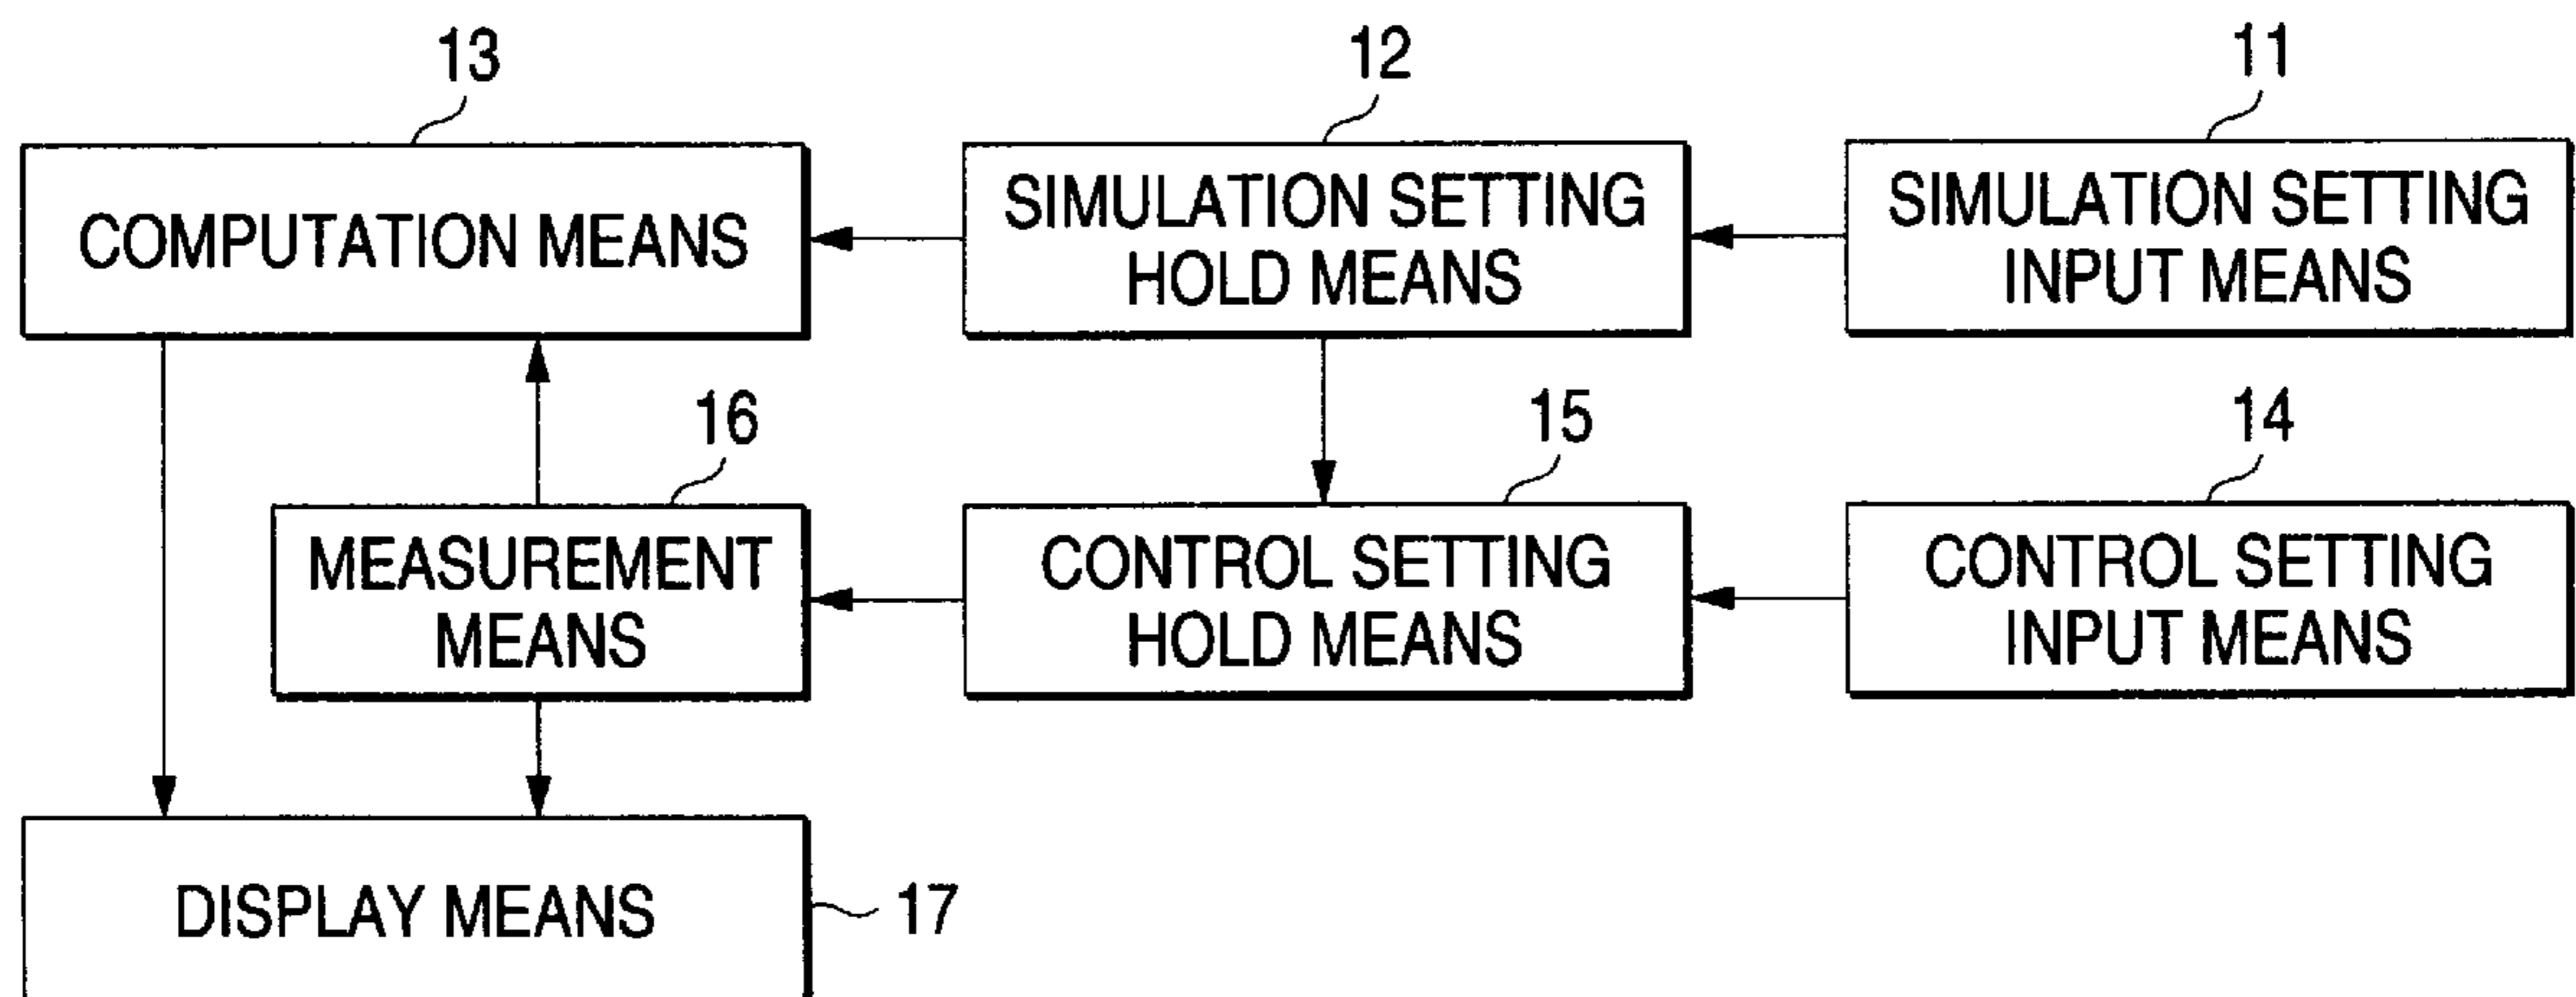 13
12
11
COMPUTATION MEANS
SIMULATION SETTING
HOLD MEANS
SIMULATION SETTING
INPUT MEANS
16
15
14
MEASUREMENT
MEANS
CONTROL SETTING
HOLD MEANS
CONTROL SETTING
INPUT MEANS
DISPLAY MEANS
17